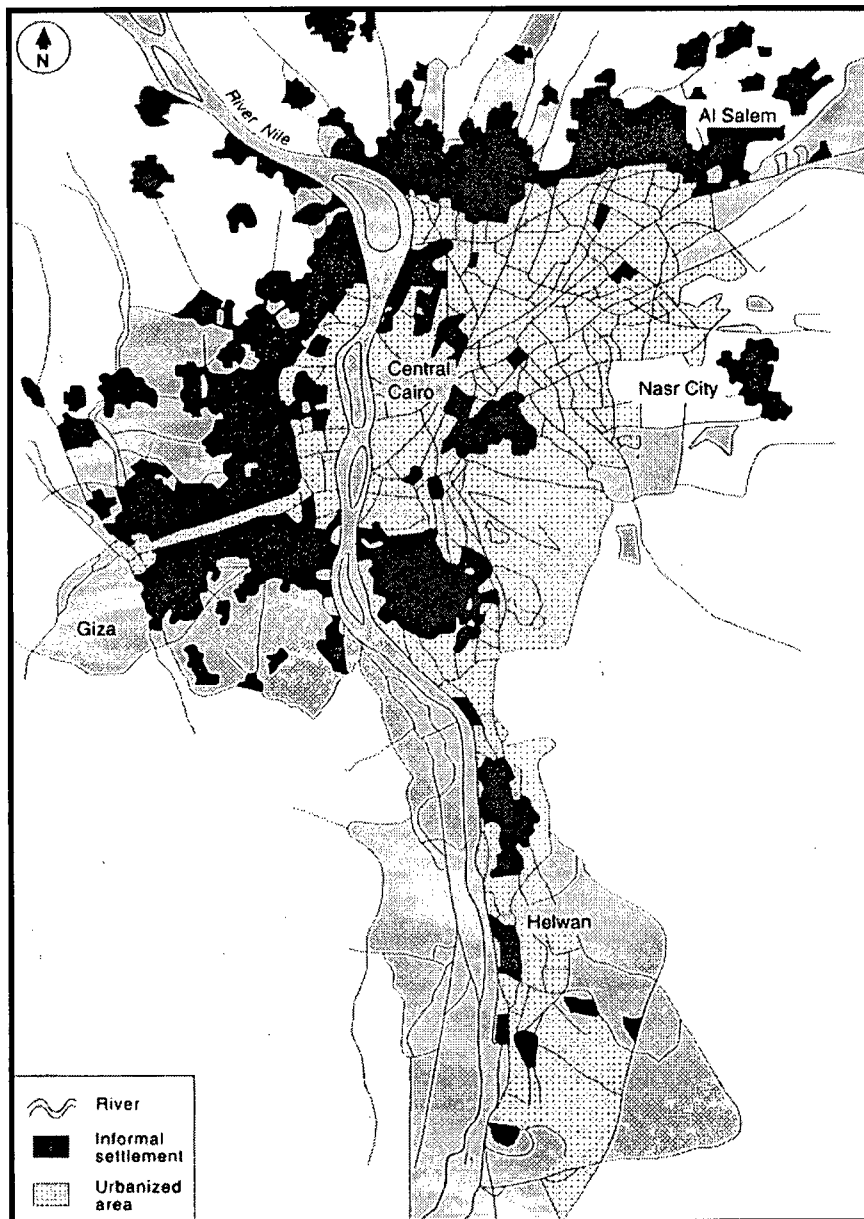 N
River Nile
Al Salem
Central
Cairo
Nasr City
Giza
Helwan
River
Informal
settlement
Urbanized
area